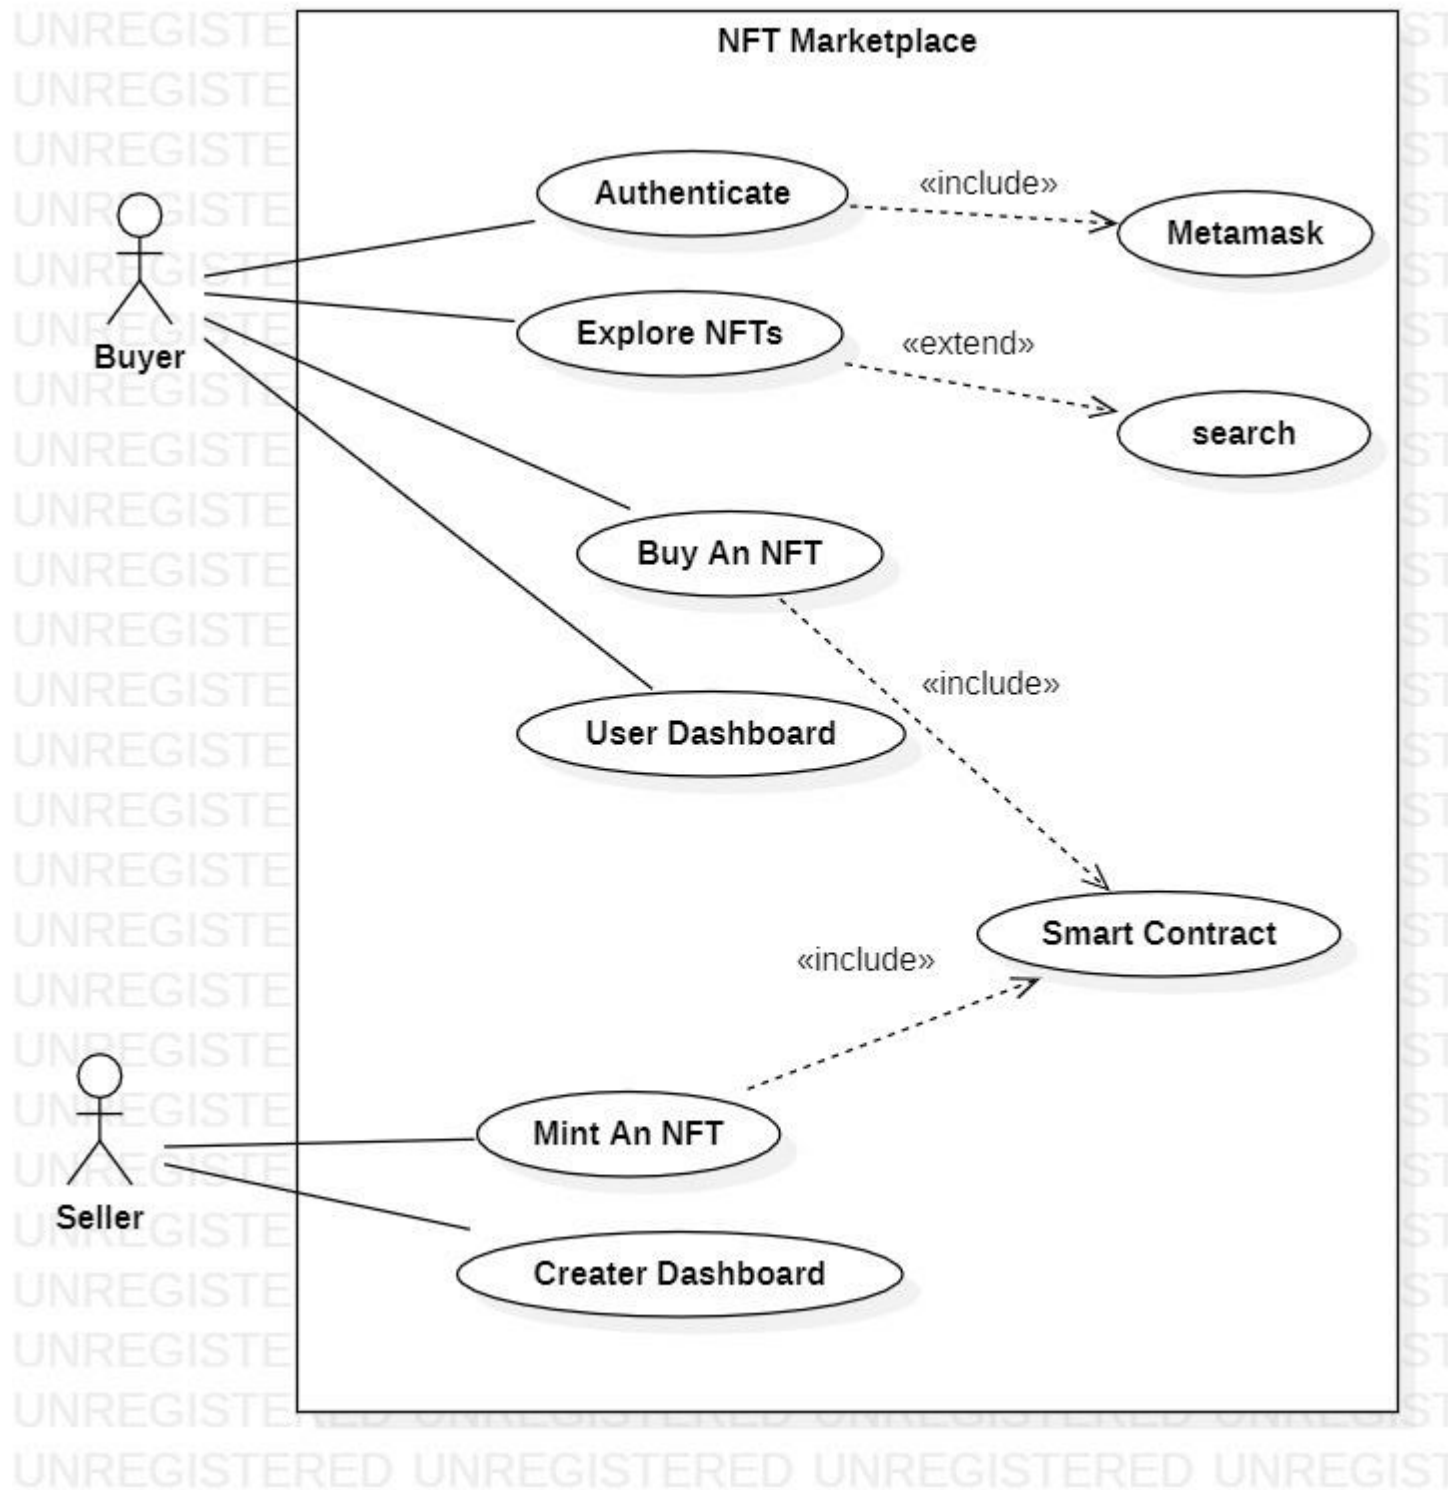 NFT Marketplace
Authenticate
«include»
Metamask
Buyer
Explore NFTs
«extend»
search
Buy An NFT
«include»
User Dashboard
Smart Contract
«include»
Seller
Mint An NFT
Creater Dashboard
UNREGISTERED UNREGISTERED UNREGISTERED UNREGIST